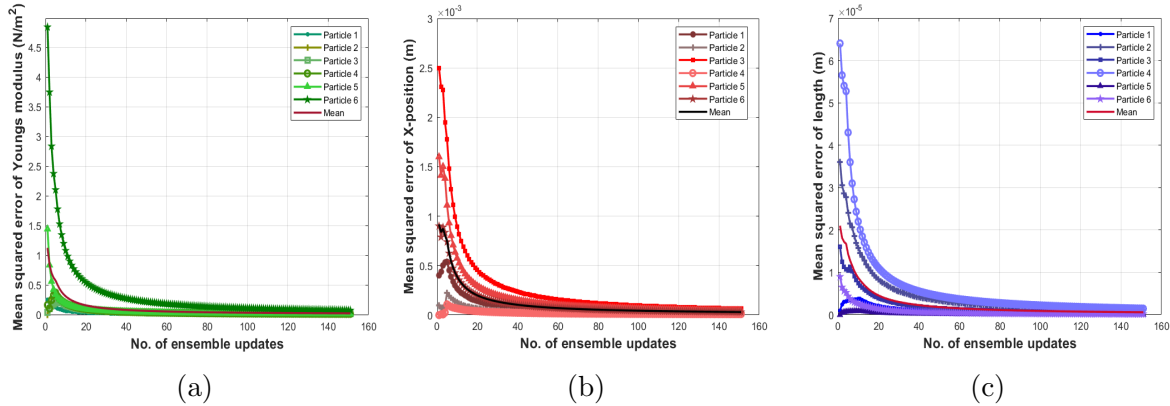 Mean squared error of Youngs modulus (N/m²)
4.5
4
3.5
3
2.5
2
1.5
1
0.5
0
0
20
40
60
80
100
120
140
160
No. of ensemble updates
Particle 1
Particle 2
Particle 3
Particle 4
Particle 5
Particle 6
Mean
(a)
×10⁻³
Mean squared error of X-position (m)
3
2.5
2
1.5
1
0.5
0
0
20
40
60
80
100
120
140
160
No. of ensemble updates
Particle 1
Particle 2
Particle 3
Particle 4
Particle 5
Particle 6
Mean
(b)
×10⁻⁵
Mean squared error of length (m)
7
6
5
4
3
2
1
0
0
20
40
60
80
100
120
140
160
No. of ensemble updates
Particle 1
Particle 2
Particle 3
Particle 4
Particle 5
Particle 6
Mean
(c)